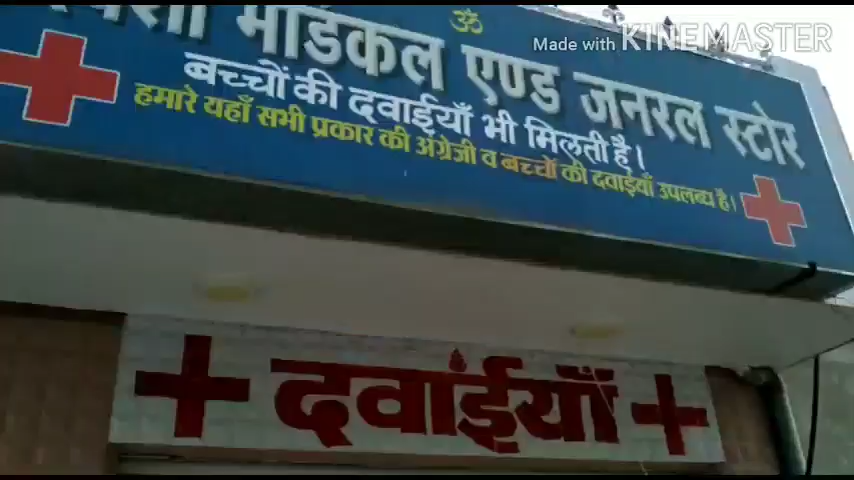 Made with KINEMASTER
ॐ
मेडिकल एण्ड जनरल स्टोर
बच्चों की दवाईयाँ भी मिलती है।
हमारे यहाँ सभी प्रकार की अंग्रेजी व बच्चों की दवाइयाँ उपलब्ध है।
दवाईयाँ